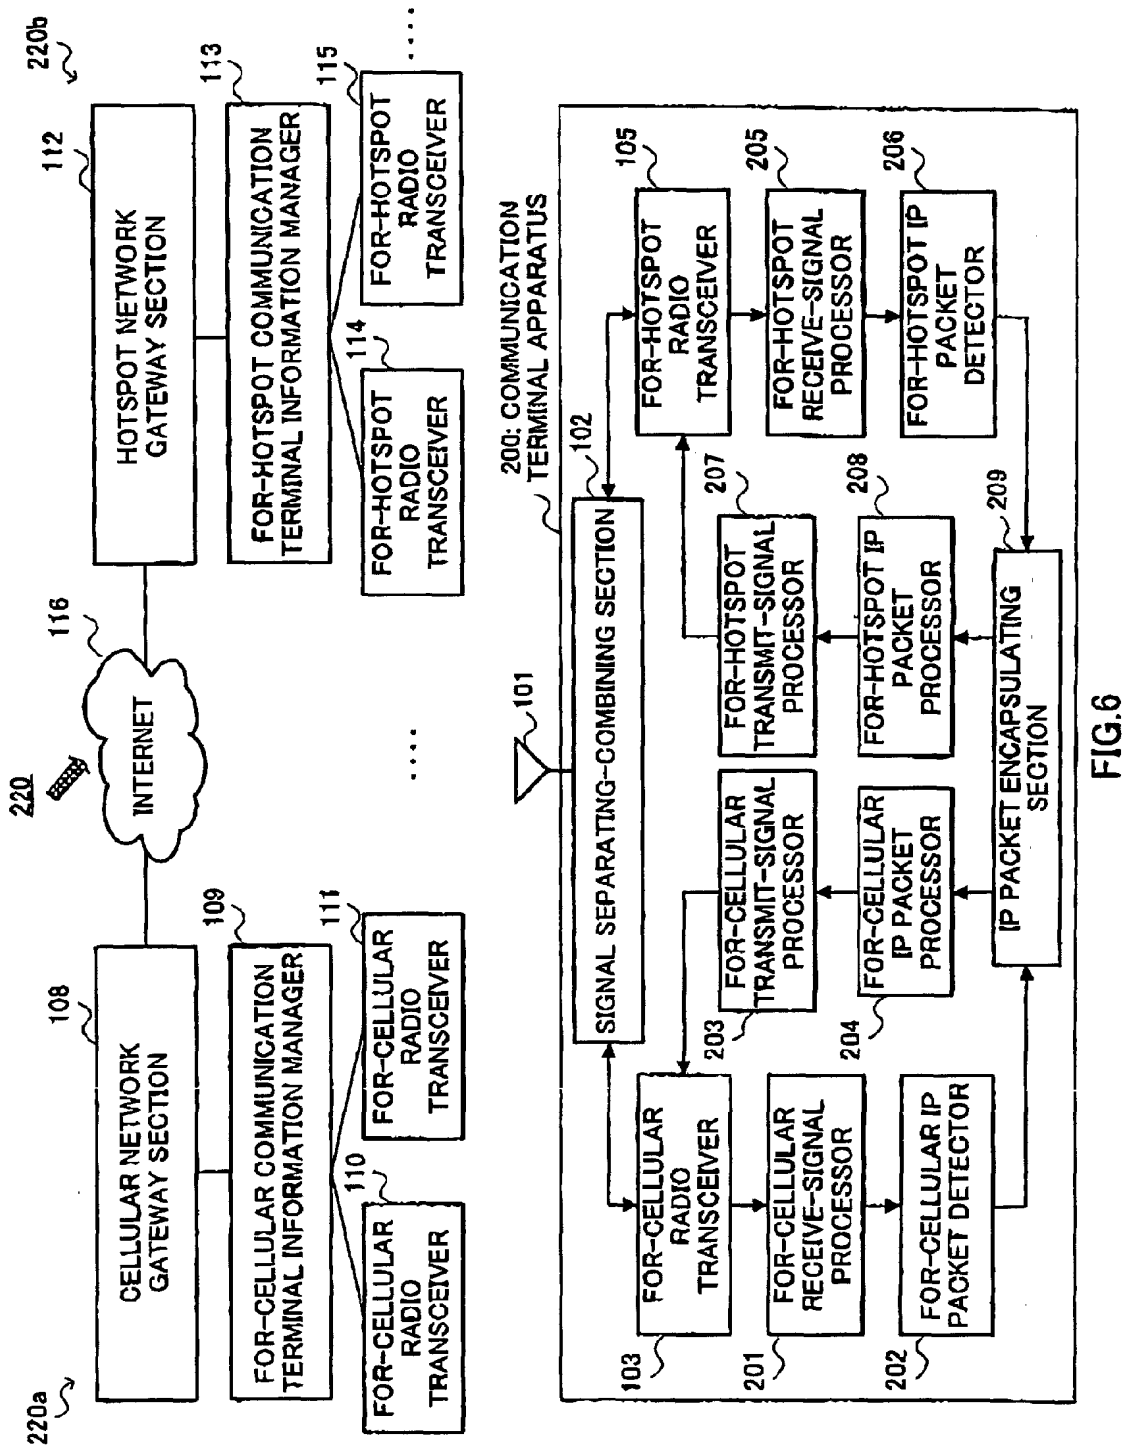 220a
220
220b
108
116
112
CELLULAR NETWORK
GATEWAY SECTION
INTERNET
HOTSPOT NETWORK
GATEWAY SECTION
109
113
FOR-CELLULAR COMMUNICATION
TERMINAL INFORMATION MANAGER
FOR-HOTSPOT COMMUNICATION
TERMINAL INFORMATION MANAGER
110
111
114
115
FOR-CELLULAR
RADIO
TRANSCEIVER
FOR-CELLULAR
RADIO
TRANSCEIVER
....
FOR-HOTSPOT
RADIO
TRANSCEIVER
FOR-HOTSPOT
RADIO
TRANSCEIVER
....
200: COMMUNICATION
TERMINAL APPARATUS
101
102
SIGNAL SEPARATING-COMBINING SECTION
103
FOR-CELLULAR
RADIO
TRANSCEIVER
105
FOR-HOTSPOT
RADIO
TRANSCEIVER
203
FOR-CELLULAR
TRANSMIT-SIGNAL
PROCESSOR
207
FOR-HOTSPOT
TRANSMIT-SIGNAL
PROCESSOR
201
FOR-CELLULAR
RECEIVE-SIGNAL
PROCESSOR
205
FOR-HOTSPOT
RECEIVE-SIGNAL
PROCESSOR
204
FOR-CELLULAR
IP PACKET
PROCESSOR
208
FOR-HOTSPOT IP
PACKET
PROCESSOR
202
FOR-CELLULAR IP
PACKET DETECTOR
206
FOR-HOTSPOT IP
PACKET
DETECTOR
209
IP PACKET ENCAPSULATING
SECTION
FIG.6